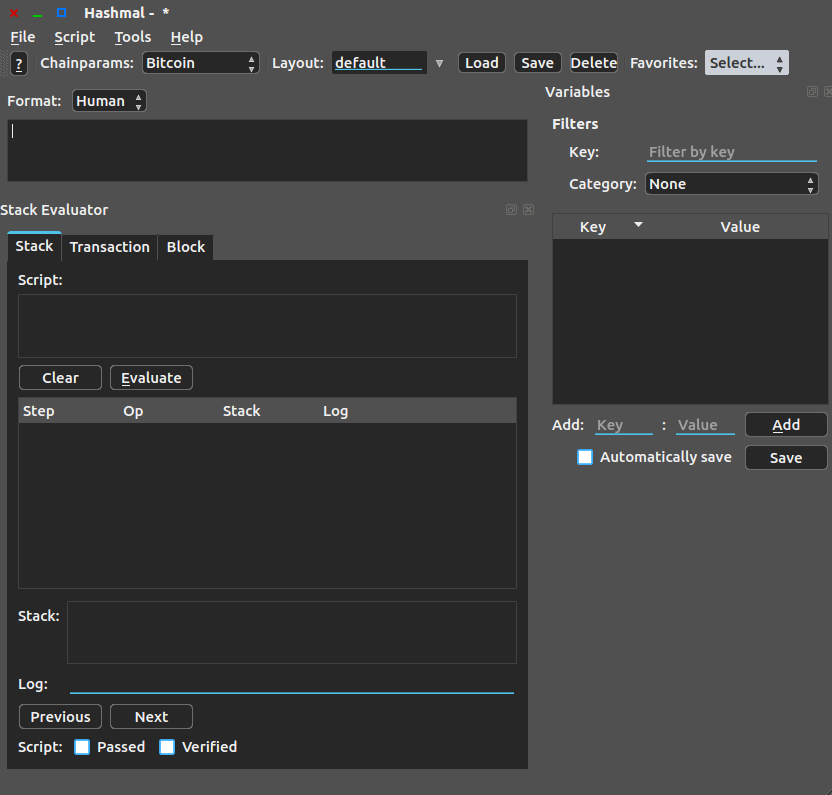 Hashmal - *
File Script Tools Help
? Chainparams: Bitcoin Layout: default Load Save Delete Favorites: Select...
Format: Human
Variables
Filters
Key: Filter by key
Category: None
Key Value
Add: Key : Value Add
Automatically save Save
Stack Evaluator
Stack Transaction Block
Script:
Clear Evaluate
Step Op Stack Log
Stack:
Log:
Previous Next
Script: Passed Verified